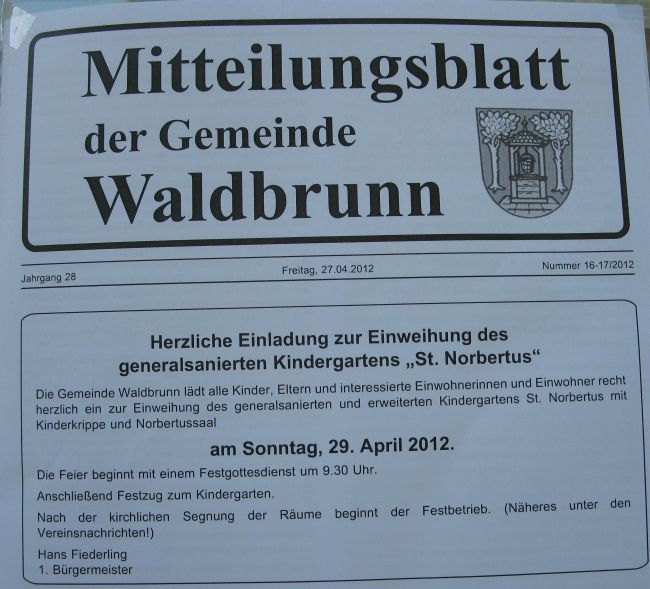 Mitteilungsblatt
der Gemeinde
Waldbrunn
Jahrgang 28 Freitag, 27.04.2012 Nummer 16-17/2012
Herzliche Einladung zur Einweihung des
generalsanierten Kindergartens „St. Norbertus“
Die Gemeinde Waldbrunn lädt alle Kinder, Eltern und interessierte Einwohnerinnen und Einwohner recht
herzlich ein zur Einweihung des generalsanierten und erweiterten Kindergartens St. Norbertus mit
Kinderkrippe und Norbertussaal
am Sonntag, 29. April 2012.
Die Feier beginnt mit einem Festgottesdienst um 9.30 Uhr.
Anschließend Festzug zum Kindergarten.
Nach der kirchlichen Segnung der Räume beginnt der Festbetrieb. (Näheres unter den
Vereinsnachrichten!)
Hans Fiederling
1. Bürgermeister